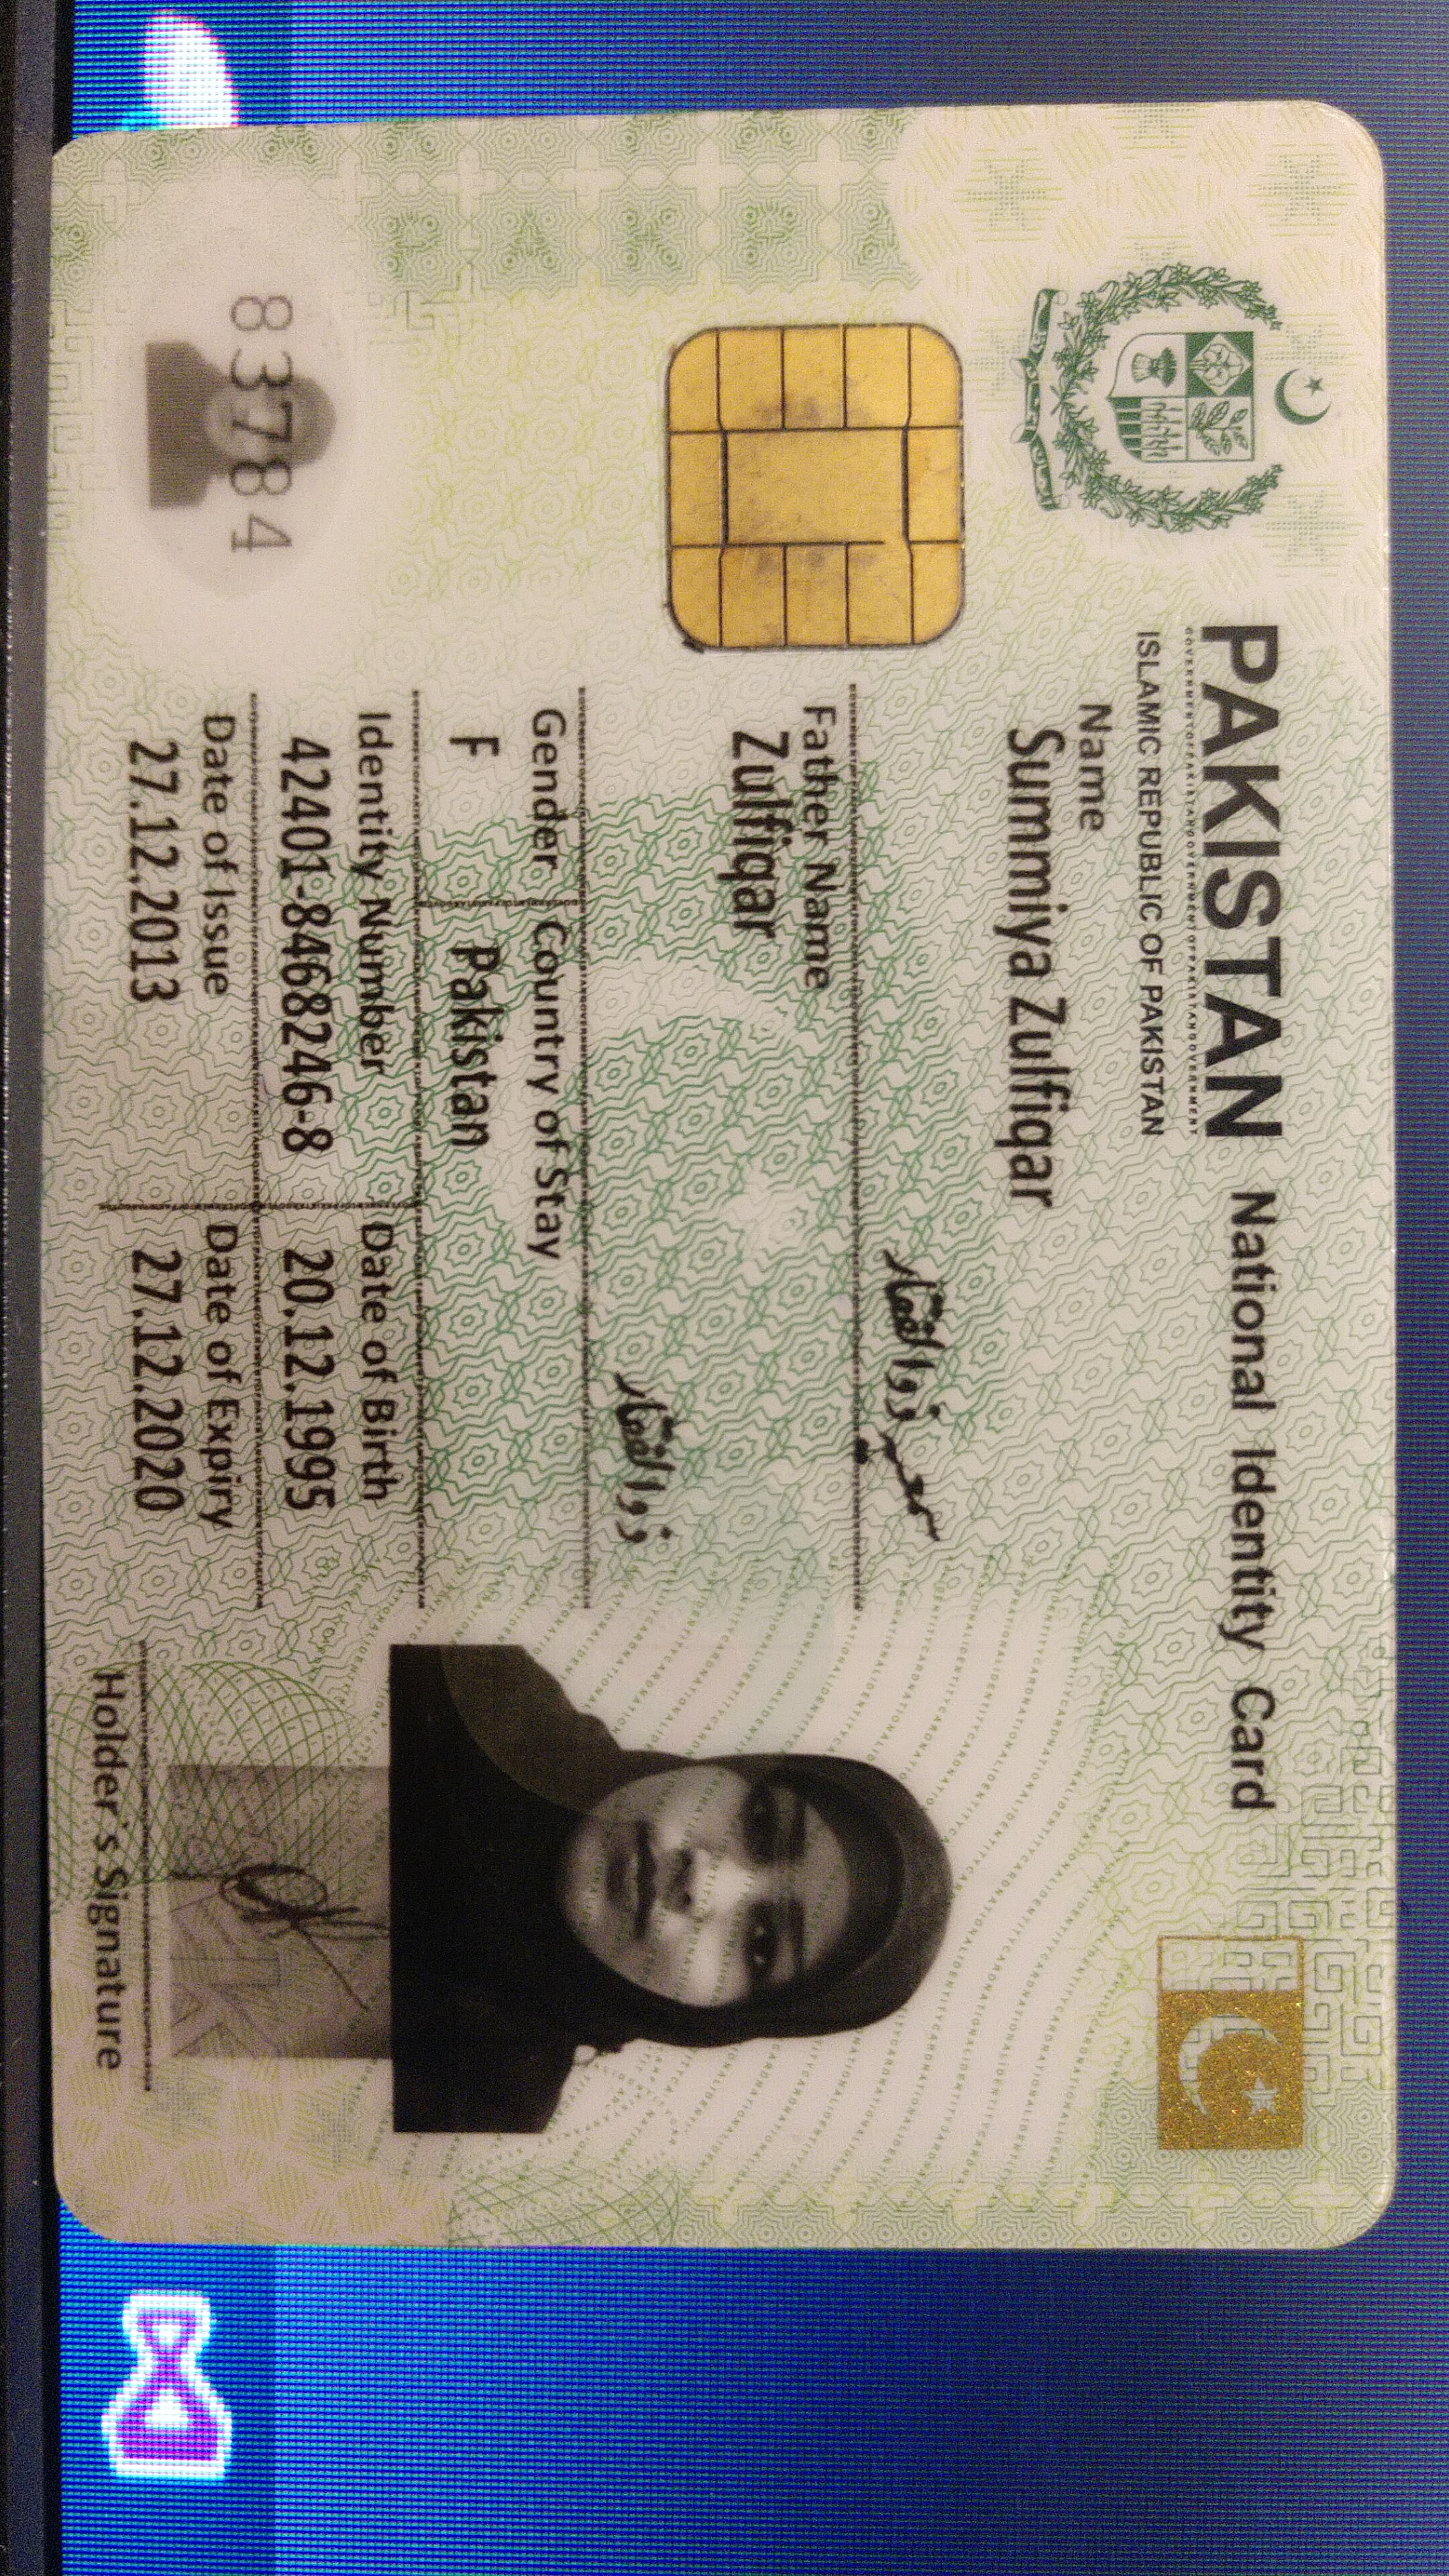 PAKISTAN National Identity Card
ISLAMIC REPUBLIC OF PAKISTAN
Name
Summiya Zulfiqar
سمعیہ ذوالفقار
Father Name
Zulfiqar
ذوالفقار
Gender Country of Stay
F Pakistan
Identity Number Date of Birth
42401-8468246-8 20.12.1995
Date of Issue Date of Expiry
27.12.2013 27.12.2020
83784
Holder's Signature